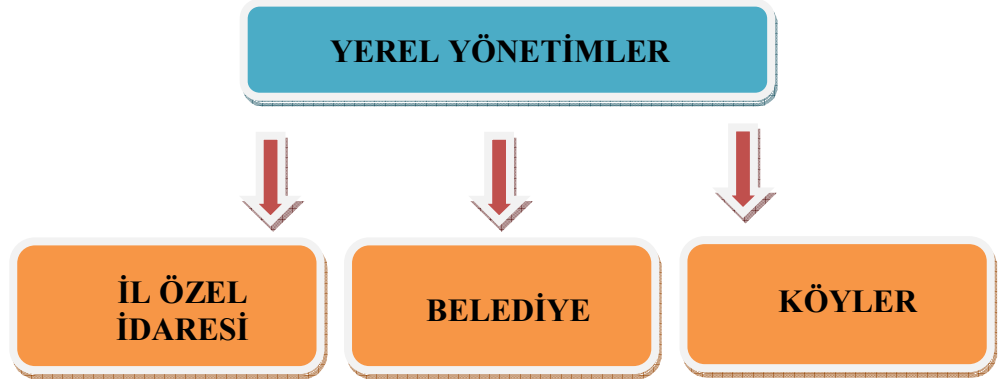 YEREL YÖNETİMLER
İL ÖZEL
İDARESİ
BELEDİYE
KÖYLER